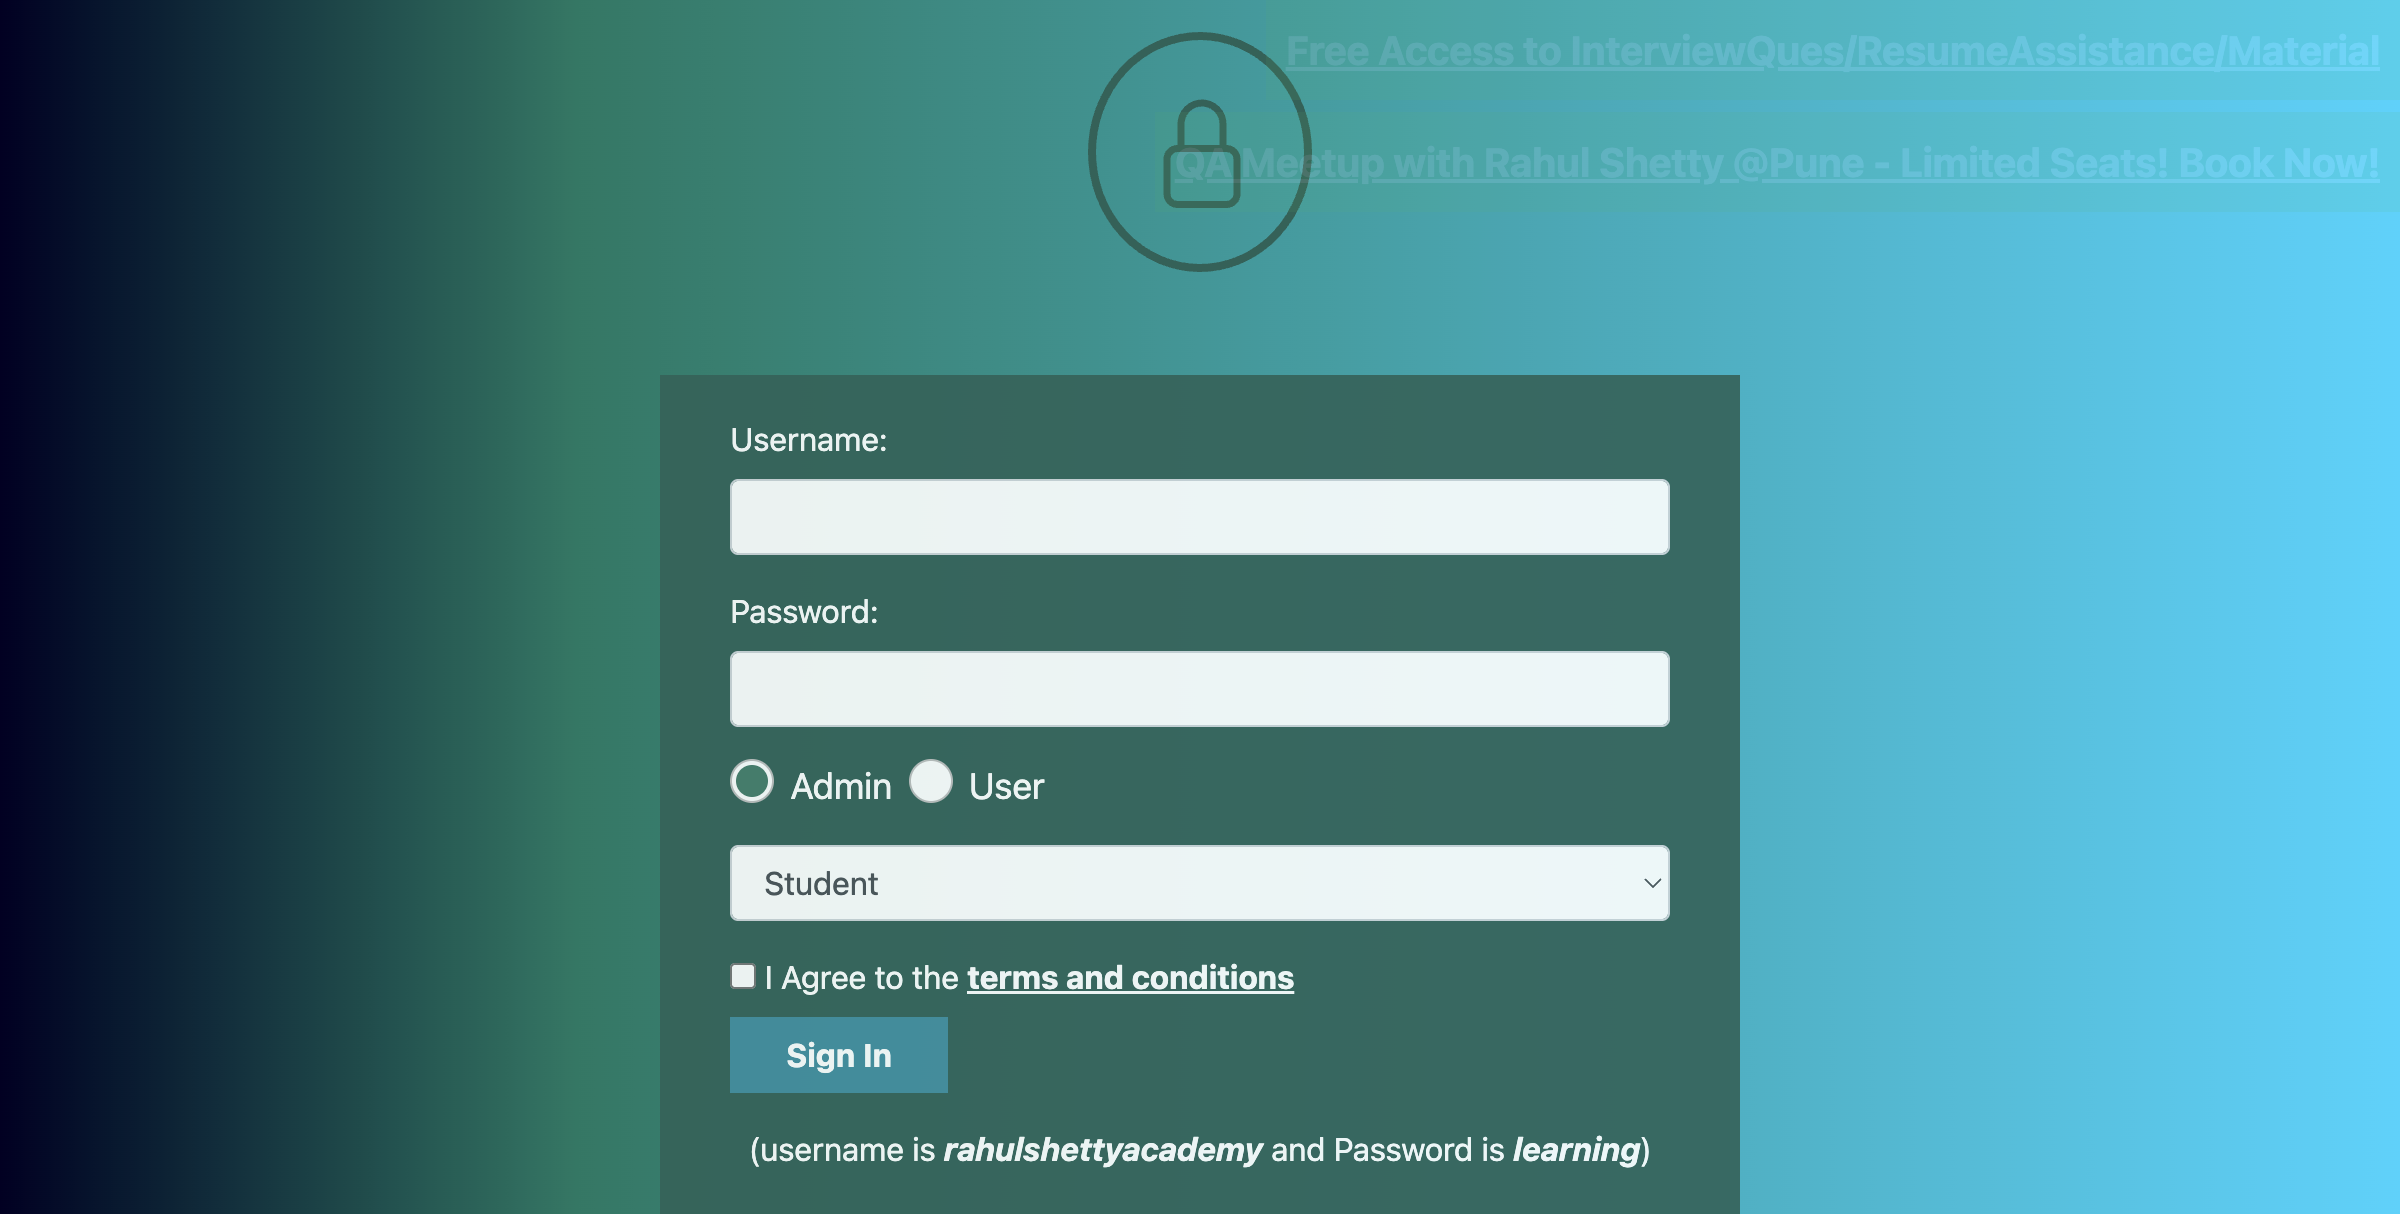 Free Access to InterviewQues/ResumeAssistance/Material
QA Meetup with Rahul Shetty @Pune - Limited Seats! Book Now!
Username:
Password:
Admin User
Student
I Agree to the terms and conditions
Sign In
(username is rahulshettyacademy and Password is learning)